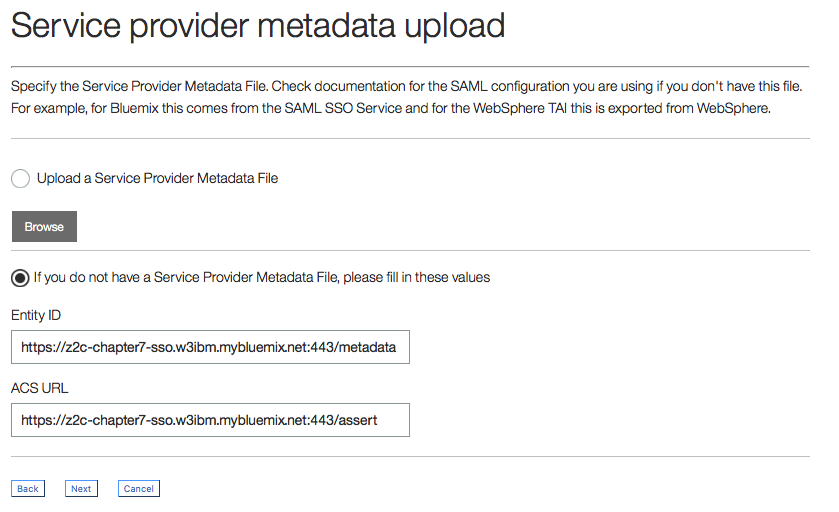 Service provider metadata upload
Specify the Service Provider Metadata File. Check documentation for the SAML configuration you are using if you don't have this file.
For example, for Bluemix this comes from the SAML SSO Service and for the WebSphere TAI this is exported from WebSphere.
Upload a Service Provider Metadata File
Browse
If you do not have a Service Provider Metadata File, please fill in these values
Entity ID
https://z2c-chapter7-sso.w3ibm.mybluemix.net:443/metadata
ACS URL
https://z2c-chapter7-sso.w3ibm.mybluemix.net:443/assert
Back Next Cancel